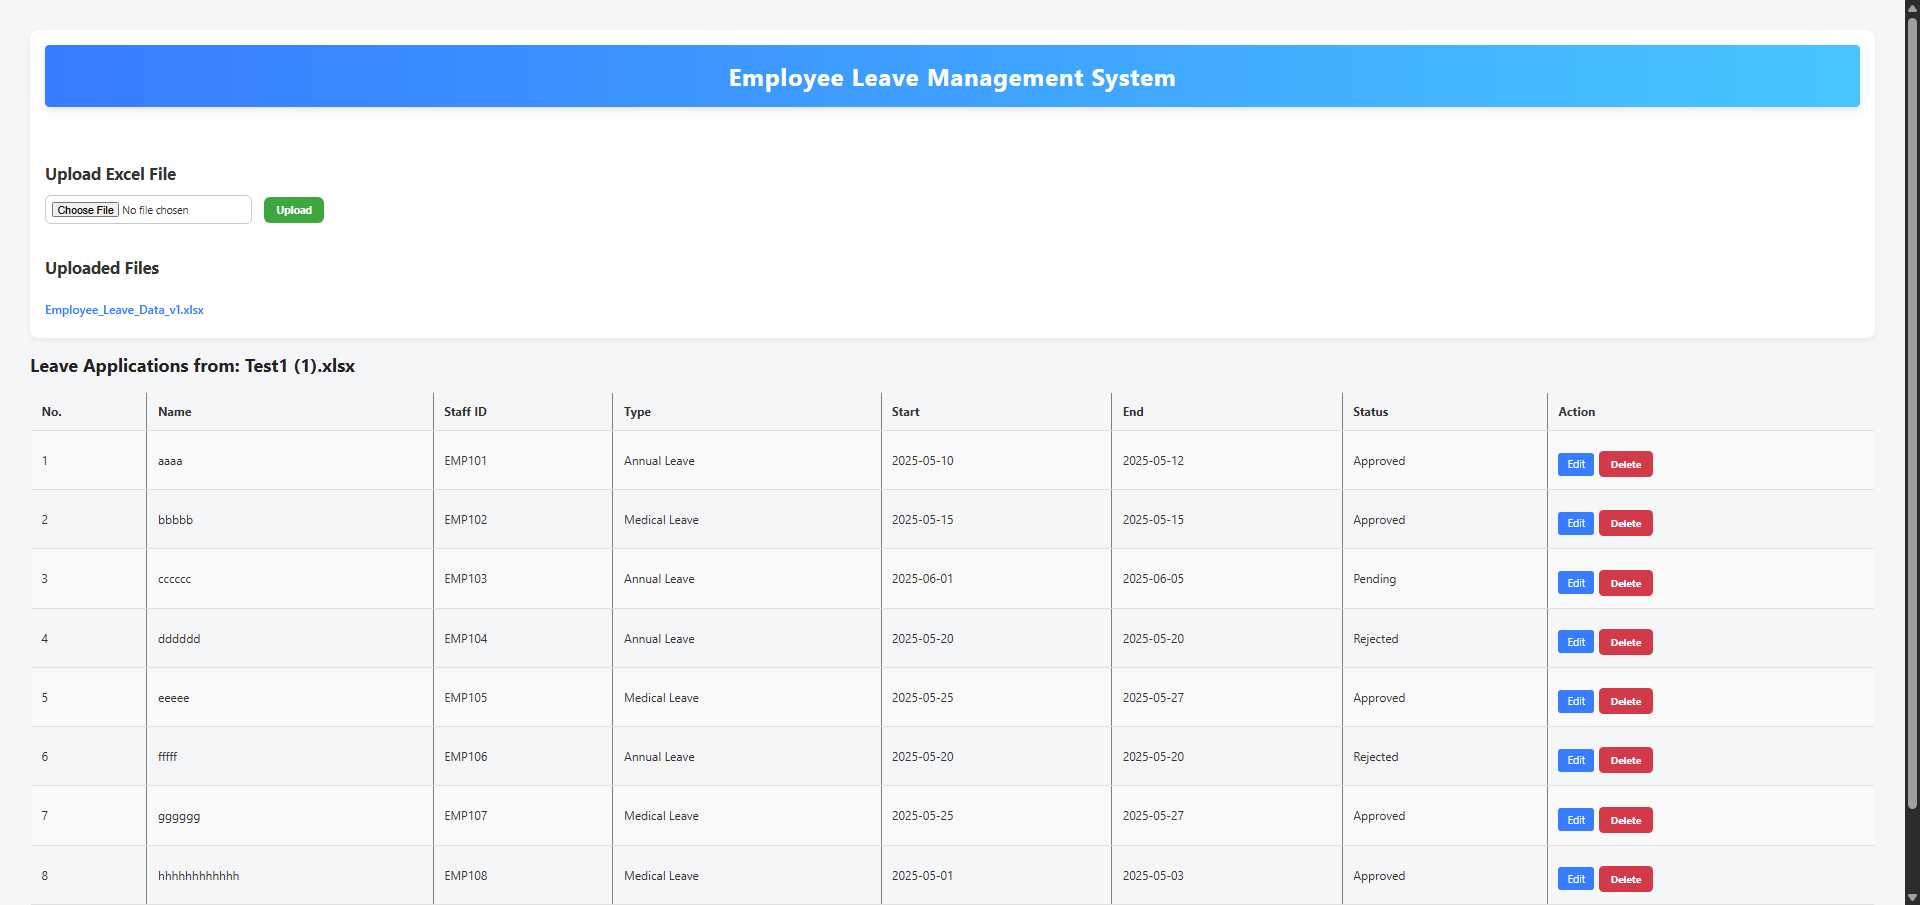 Employee Leave Management System
Upload Excel File
Choose File No file chosen Upload
Uploaded Files
Employee_Leave_Data_v1.xlsx
Leave Applications from: Test1 (1).xlsx
No. Name Staff ID Type Start End Status Action
1 aaaa EMP101 Annual Leave 2025-05-10 2025-05-12 Approved Edit Delete
2 bbbbb EMP102 Medical Leave 2025-05-15 2025-05-15 Approved Edit Delete
3 cccccc EMP103 Annual Leave 2025-06-01 2025-06-05 Pending Edit Delete
4 dddddd EMP104 Annual Leave 2025-05-20 2025-05-20 Rejected Edit Delete
5 eeeee EMP105 Medical Leave 2025-05-25 2025-05-27 Approved Edit Delete
6 fffff EMP106 Annual Leave 2025-05-20 2025-05-20 Rejected Edit Delete
7 gggggg EMP107 Medical Leave 2025-05-25 2025-05-27 Approved Edit Delete
8 hhhhhhhhhhhh EMP108 Medical Leave 2025-05-01 2025-05-03 Approved Edit Delete